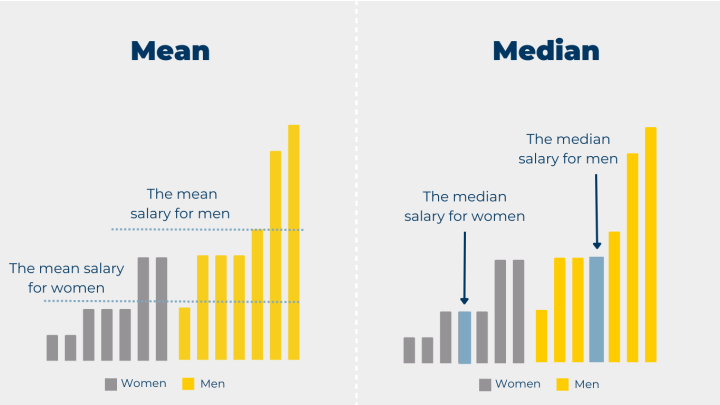 Mean
The mean
salary for men
The mean salary
for women
Women
Men
Median
The median
salary for men
The median
salary for women
Women
Men